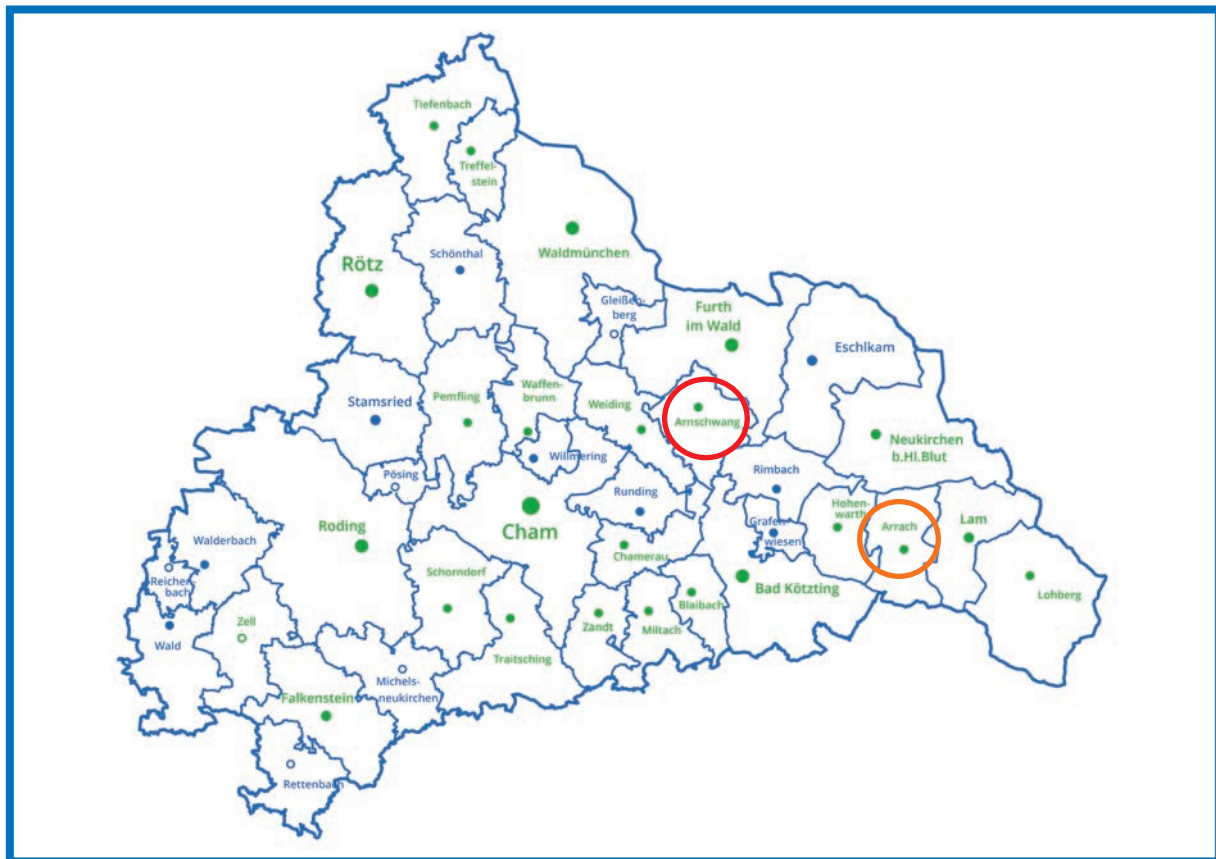 Tiefenbach
Treffel-
stein
Waldmünchen
Schönthal
Rötz
Gleißen-
berg
Furth
im Wald
Eschlkam
Stamsried
Pemfling
Waffen-
brunn
Weiding
Arnschwang
Neukirchen
b.Hl.Blut
Willmering
Pösing
Rimbach
Runding
Roding
Cham
Hohen-
warth
Grafen
wiesen
Arrach
Lam
Walderbach
Chamerau
Schorndorf
Reichen-
bach
Bad Kötzting
Lohberg
Blaibach
Zell
Zandt
Miltach
Wald
Traitsching
Michels-
neukirchen
Falkenstein
Rettenbach